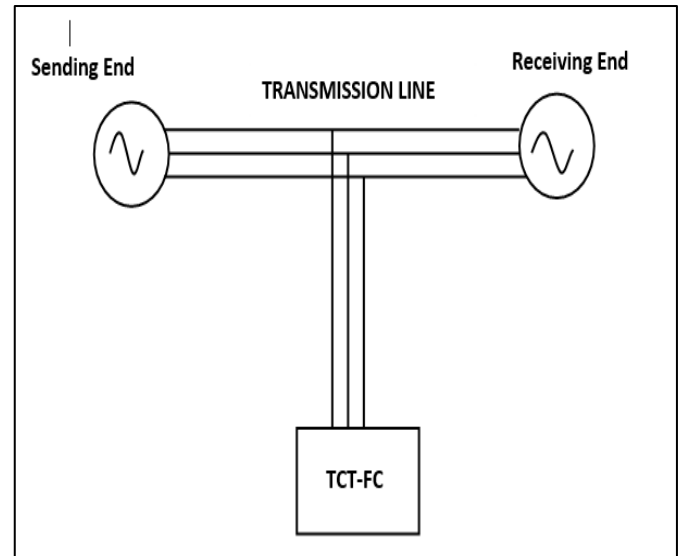 Sending End
Receiving End
TRANSMISSION LINE
TCT-FC